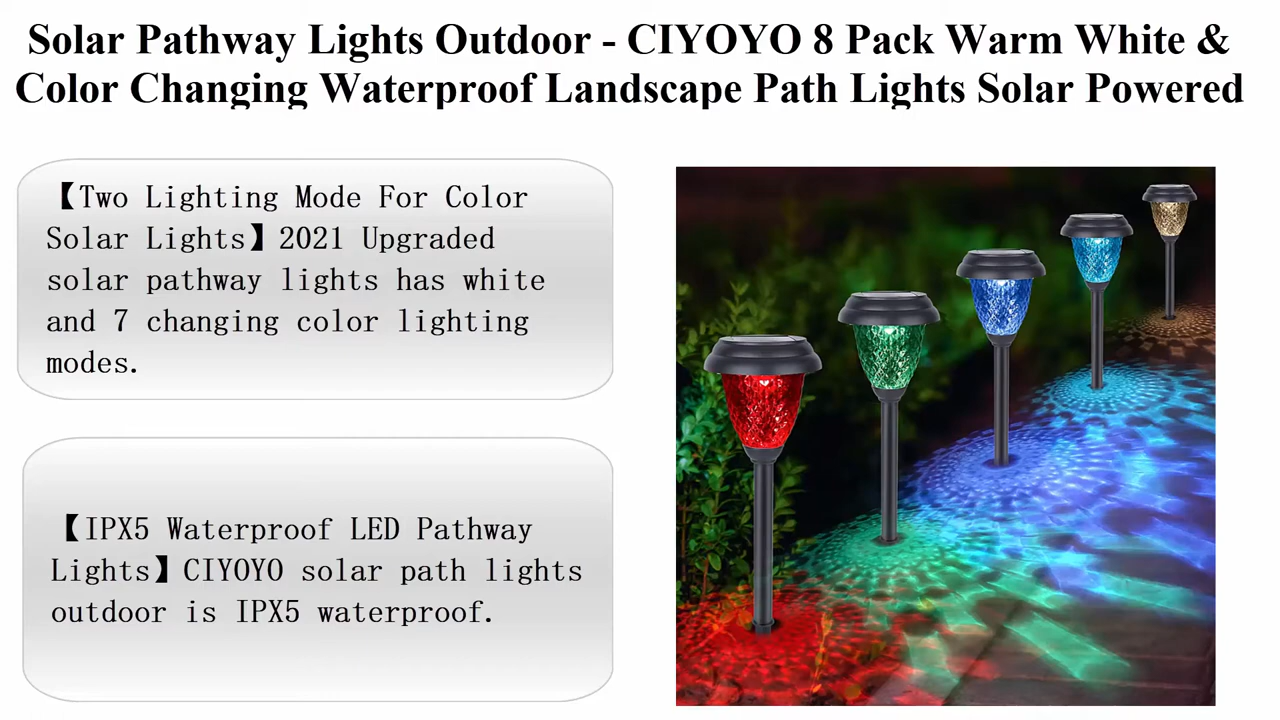 Solar Pathway Lights Outdoor - CIYOYO 8 Pack Warm White &
Color Changing Waterproof Landscape Path Lights Solar Powered
【Two Lighting Mode For Color
Solar Lights】2021 Upgraded
solar pathway lights has white
and 7 changing color lighting
modes.
【IPX5 Waterproof LED Pathway
Lights】CIYOYO solar path lights
outdoor is IPX5 waterproof.